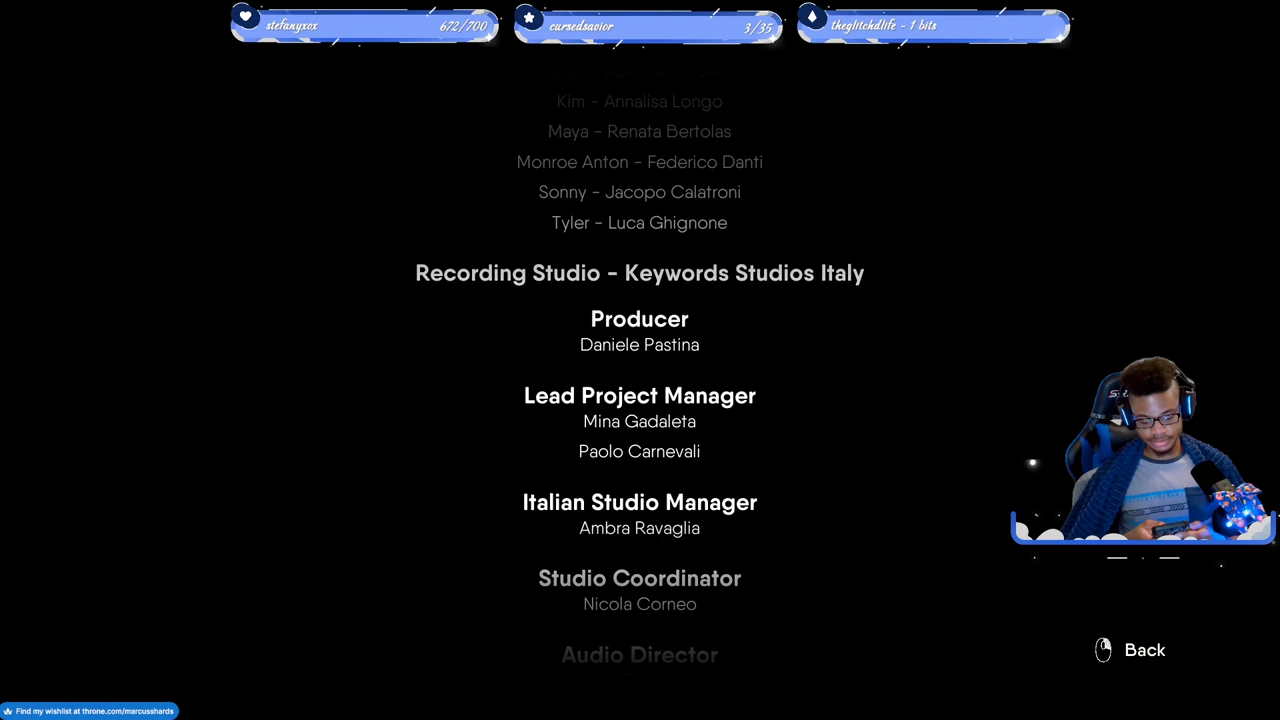 stefanyxox 672/700
cursedsavior 3/35
theglitchdlife - 1 bits
Kim - Annalisa Longo
Maya - Renata Bertolas
Monroe Anton - Federico Danti
Sonny - Jacopo Calatroni
Tyler - Luca Ghignone
Recording Studio - Keywords Studios Italy
Producer
Daniele Pastina
Lead Project Manager
Mina Gadaleta
Paolo Carnevali
Italian Studio Manager
Ambra Ravaglia
Studio Coordinator
Nicola Corneo
Audio Director
Back
Find my wishlist at throne.com/marcusshards